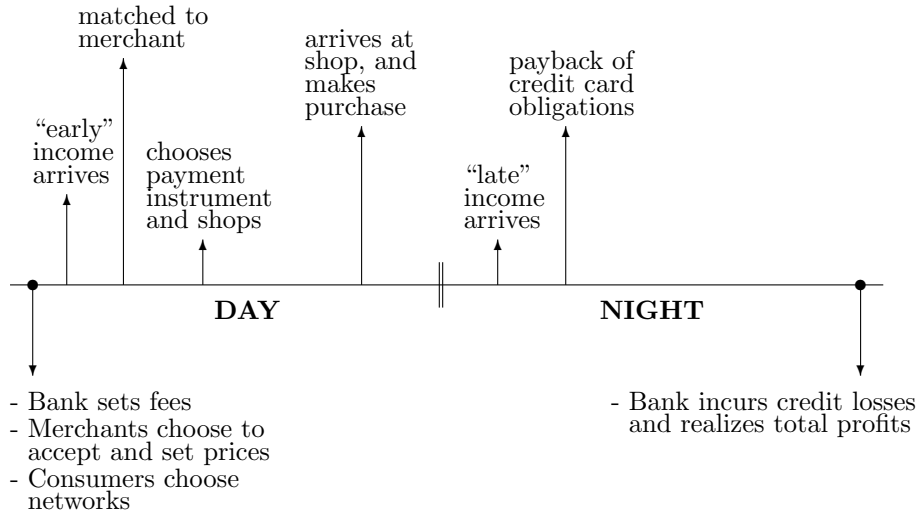 matched to
merchant
arrives at
shop, and
makes
purchase
payback of
credit card
obligations
“early”
income
arrives
chooses
payment
instrument
and shops
“late”
income
arrives
DAY
NIGHT
- Bank sets fees
- Merchants choose to
accept and set prices
- Consumers choose
networks
- Bank incurs credit losses
and realizes total profits